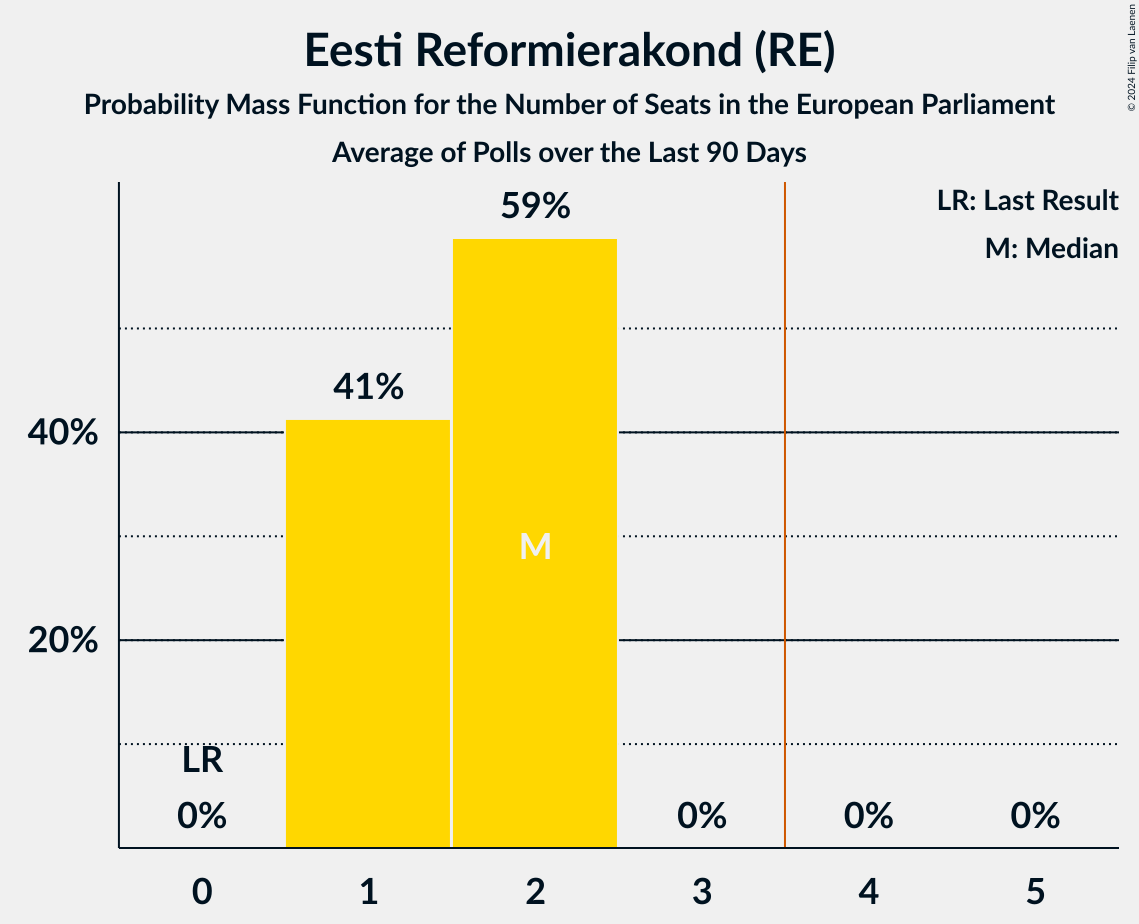 Eesti Reformierakond (RE)
Probability Mass Function for the Number of Seats in the European Parliament
Average of Polls over the Last 90 Days
© 2024 Filip van Laenen
LR: Last Result
M: Median
59%
41%
40%
M
20%
LR
0%
0%
0%
0%
0
1
2
3
4
5